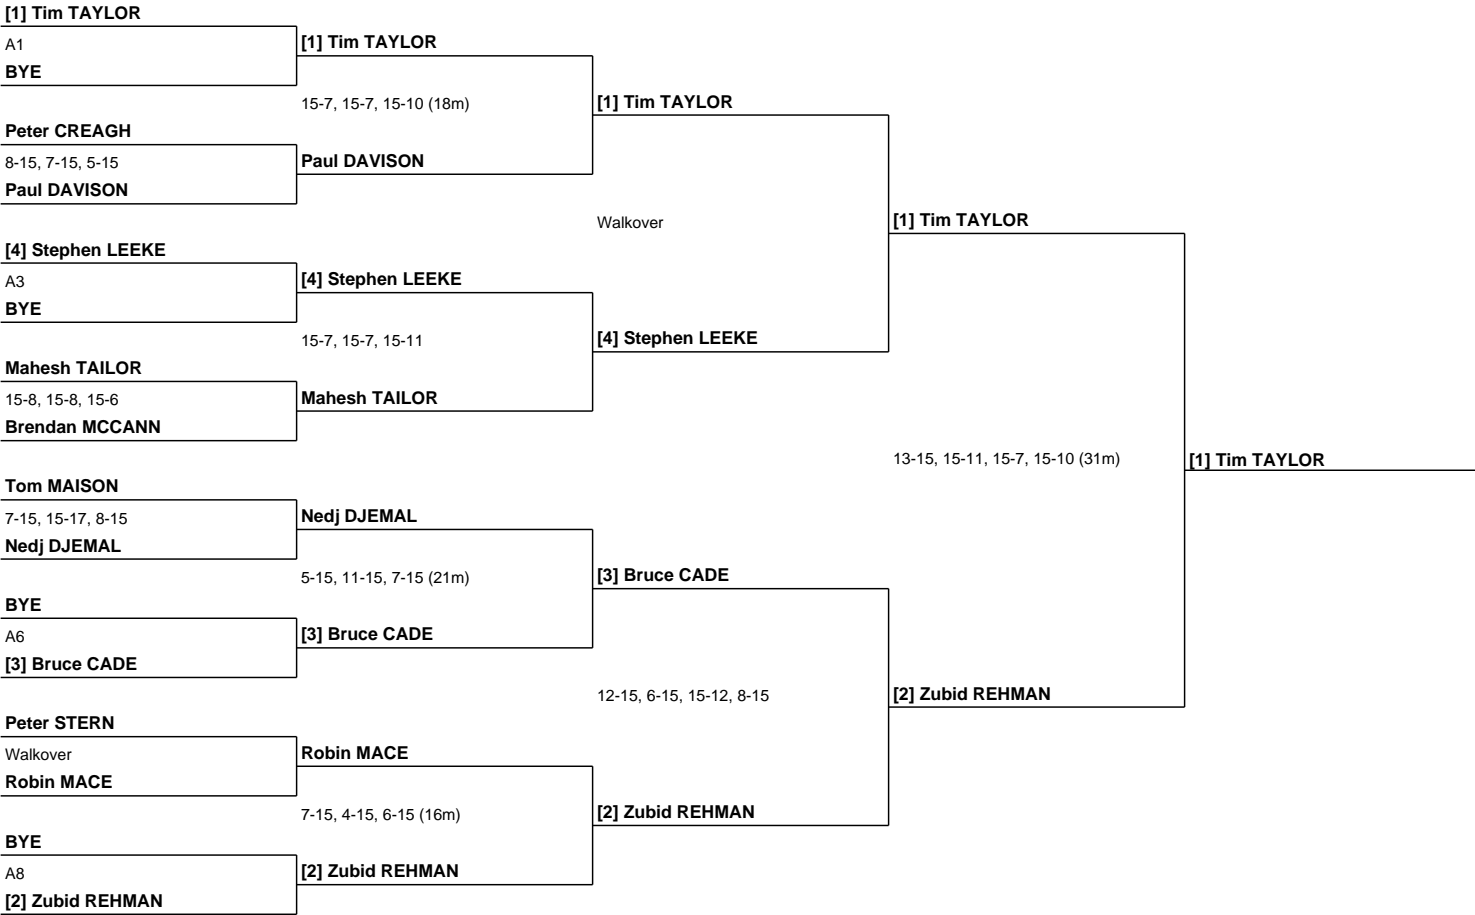 [1] Tim TAYLOR
A1
BYE
Peter CREAGH
8-15, 7-15, 5-15
Paul DAVISON
[4] Stephen LEEKE
A3
BYE
Mahesh TAILOR
15-8, 15-8, 15-6
Brendan MCCANN
Tom MAISON
7-15, 15-17, 8-15
Nedj DJEMAL
BYE
A6
[3] Bruce CADE
Peter STERN
Walkover
Robin MACE
BYE
A8
[2] Zubid REHMAN
[1] Tim TAYLOR
15-7, 15-7, 15-10 (18m)
Paul DAVISON
[4] Stephen LEEKE
15-7, 15-7, 15-11
Mahesh TAILOR
Nedj DJEMAL
5-15, 11-15, 7-15 (21m)
[3] Bruce CADE
Robin MACE
7-15, 4-15, 6-15 (16m)
[2] Zubid REHMAN
[1] Tim TAYLOR
Walkover
[4] Stephen LEEKE
[3] Bruce CADE
12-15, 6-15, 15-12, 8-15
[2] Zubid REHMAN
[1] Tim TAYLOR
13-15, 15-11, 15-7, 15-10 (31m)
[2] Zubid REHMAN
[1] Tim TAYLOR